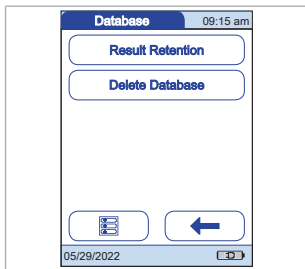 Database 09:15 am
Result Retention
Delete Database
05/29/2022